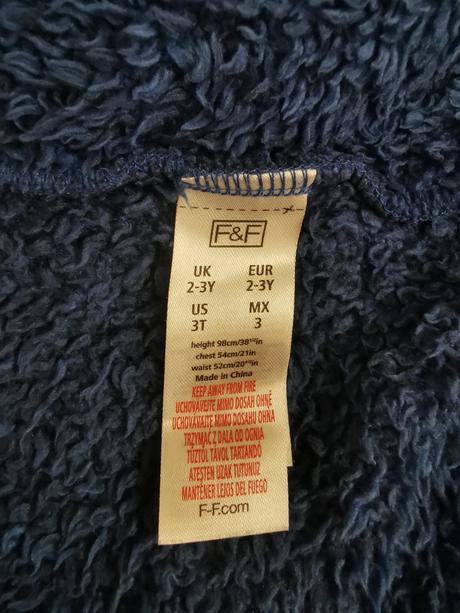 F&F
UK EUR
2-3Y 2-3Y
US MX
3T 3
height 98cm/38½in
chest 54cm/21in
waist 52cm/20½in
Made in China
KEEP AWAY FROM FIRE
UCHOVÁVEJTE MIMO DOSAH OHNĚ
UCHOVÁVAJTE MIMO DOSAHU OHŇA
TRZYMAĆ Z DALA OD OGNIA
TŰZTŐL TÁVOL TARTANDÓ
ATEŞTEN UZAK TUTUNUZ
MANTENER LEJOS DEL FUEGO
F-F.com